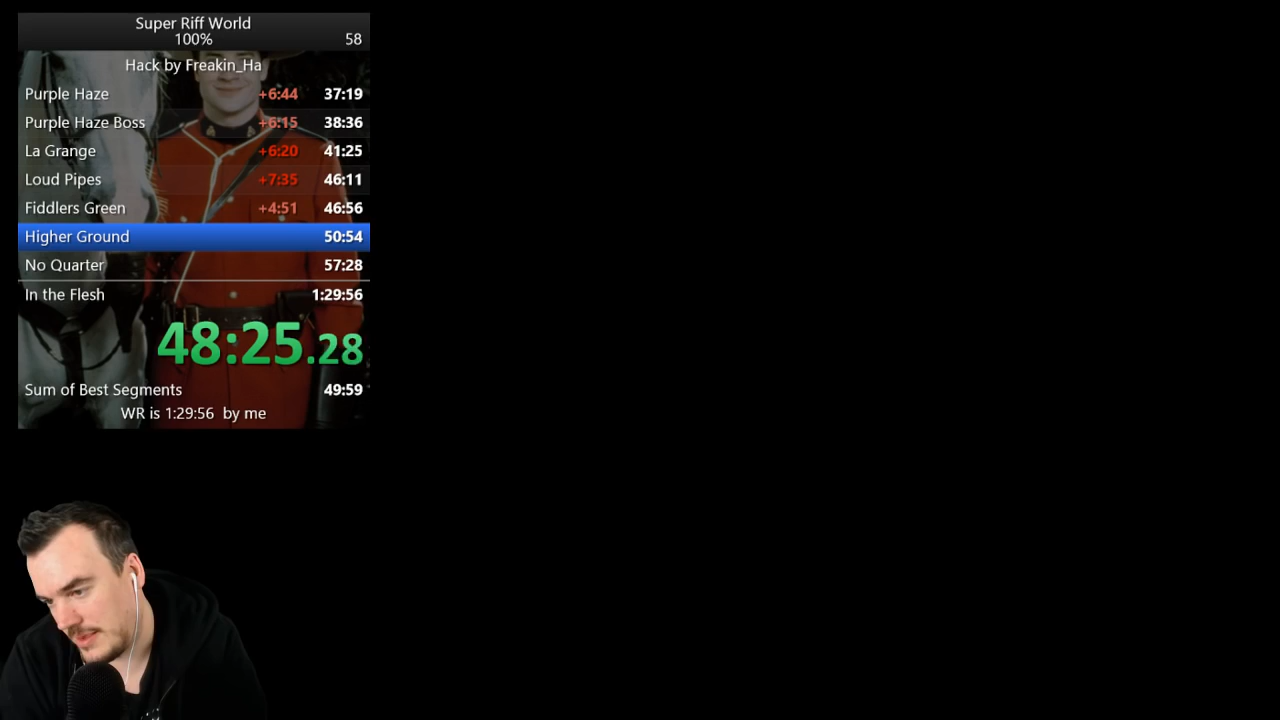 Super Riff World
100% 58
Hack by Freakin_Ha
Purple Haze +6:44 37:19
Purple Haze Boss +6:15 38:36
La Grange +6:20 41:25
Loud Pipes +7:35 46:11
Fiddlers Green +4:51 46:56
Higher Ground 50:54
No Quarter 57:28
In the Flesh 1:29:56
48:25.28
Sum of Best Segments 49:59
WR is 1:29:56 by me